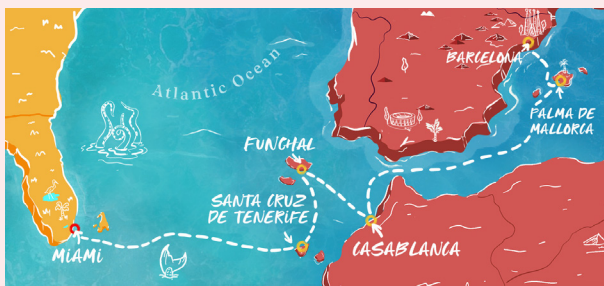 Atlantic Ocean
BARCELONA
PALMA DE
MALLORCA
FUNCHAL
SANTA CRUZ
DE TENERIFE
CASABLANCA
MIAMI